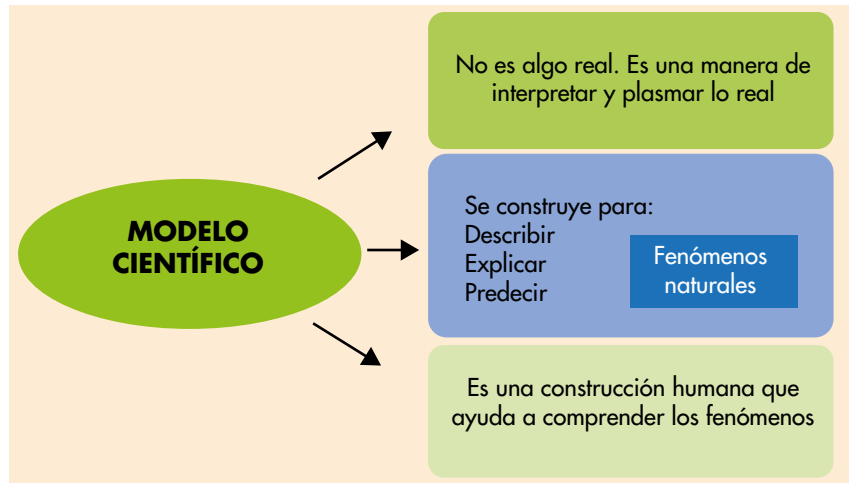 MODELO
CIENTÍFICO
No es algo real. Es una manera de
interpretar y plasmar lo real
Se construye para:
Describir
Explicar
Predecir
Fenómenos
naturales
Es una construcción humana que
ayuda a comprender los fenómenos